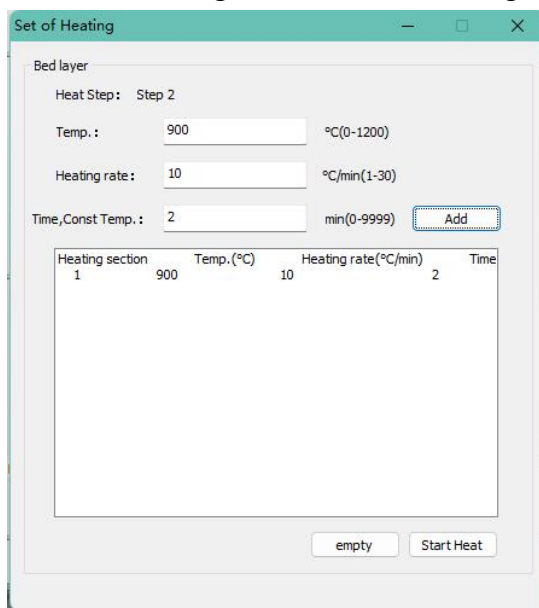 Set of Heating
Bed layer
Heat Step: Step 2
Temp.: 900 °C(0-1200)
Heating rate: 10 °C/min(1-30)
Time,Const Temp.: 2 min(0-9999) Add
Heating section Temp.(°C) Heating rate(°C/min) Time
1 900 10 2
empty Start Heat